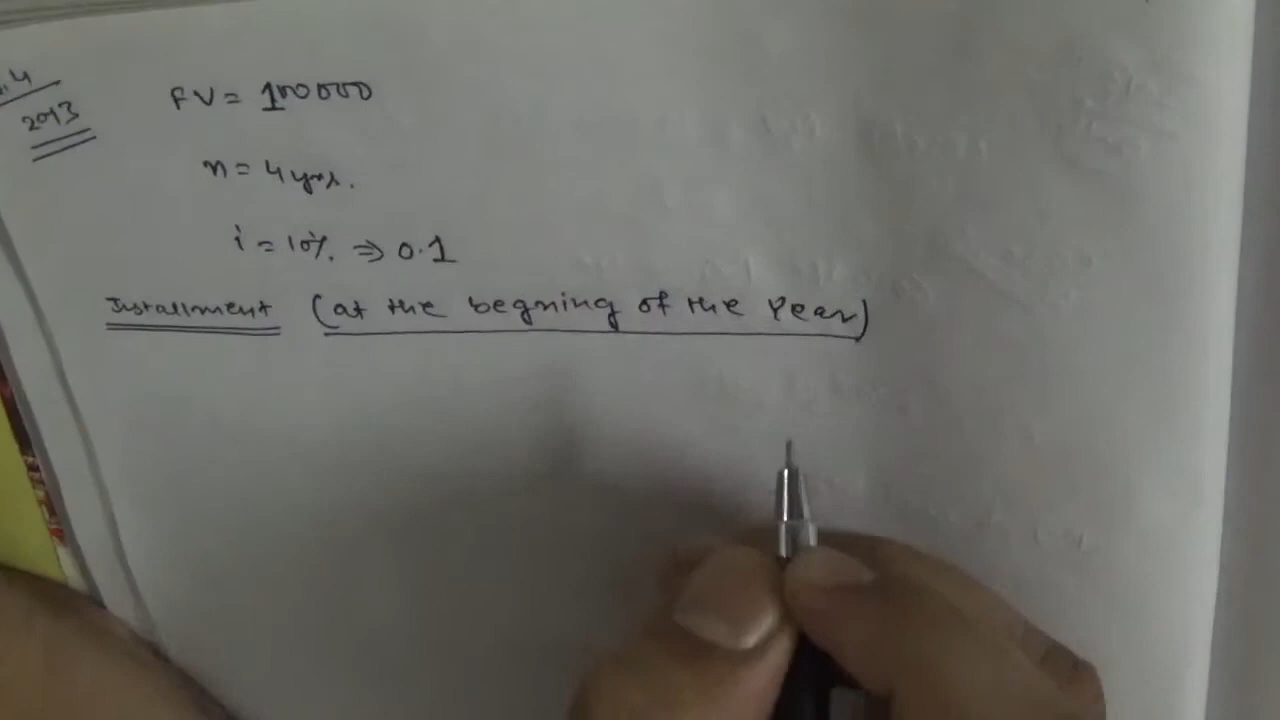 2013
FV = 100000
n = 4 yrs.
i = 10% ⇒ 0.1
Installment (at the begning of the Year)